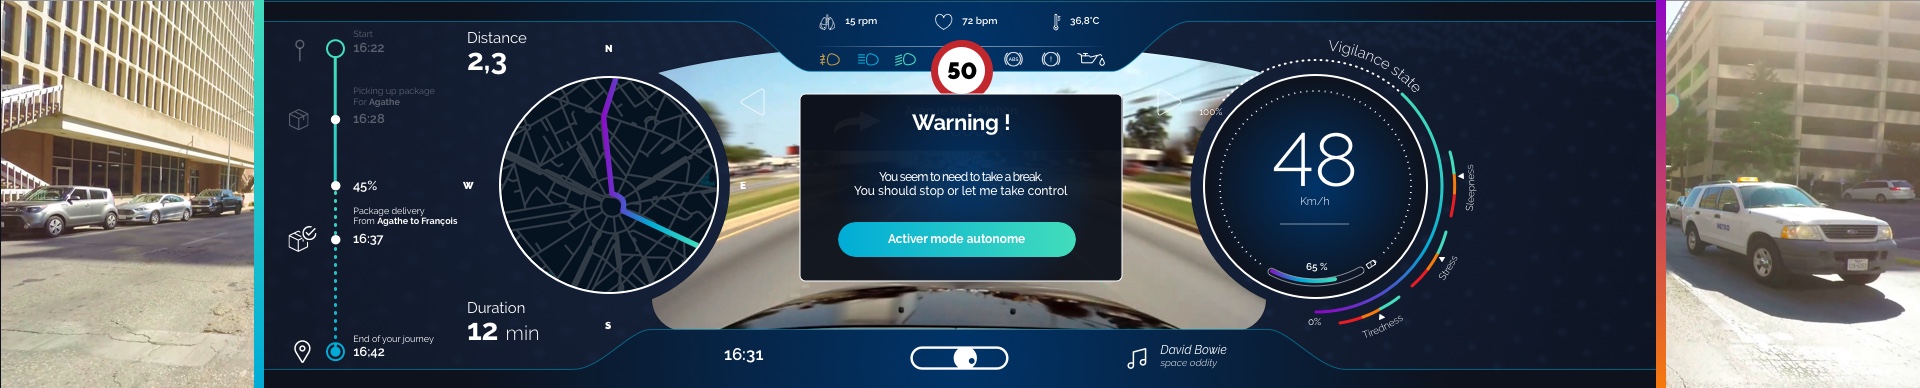 15 rpm
72 bpm
36,8°C
Start
16:22
Picking up package
For Agathe
16:28
45%
Package delivery
From Agathe to François
16:37
End of your journey
16:42
Distance
2,3
N
W
E
S
Duration
12 min
ABS
50
Warning !
You seem to need to take a break.
You should stop or let me take control
Activer mode autonome
Vigilance state
100%
48
Km/h
65 %
0%
Sleepness
Stress
Tiredness
16:31
David Bowie
space oddity
METRO